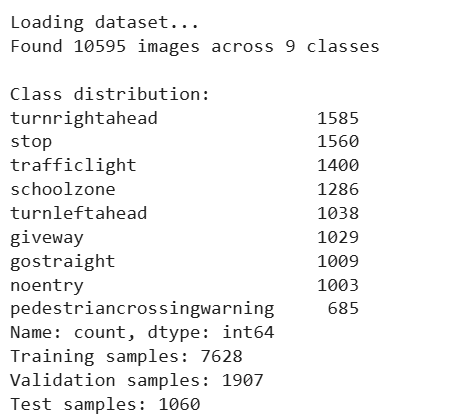 Loading dataset...
Found 10595 images across 9 classes
Class distribution:
turnrightahead 1585
stop 1560
trafficlight 1400
schoolzone 1286
turnleftahead 1038
giveway 1029
gostraight 1009
noentry 1003
pedestriancrossingwarning 685
Name: count, dtype: int64
Training samples: 7628
Validation samples: 1907
Test samples: 1060